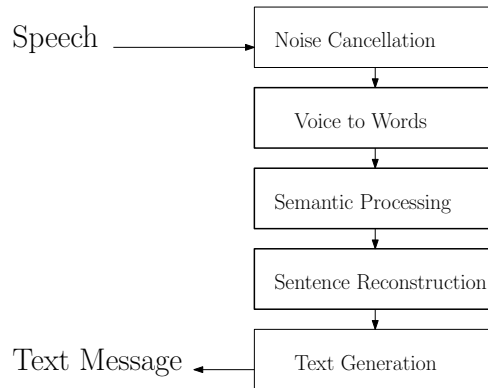 Speech
Noise Cancellation
Voice to Words
Semantic Processing
Sentence Reconstruction
Text Message
Text Generation